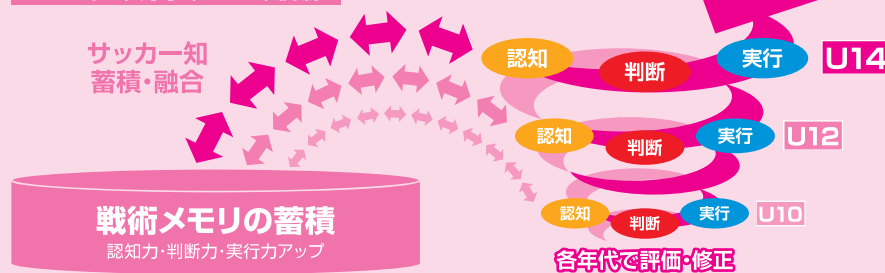 サッカー知
蓄積・融合
認知
判断
実行
U14
認知
判断
実行
U12
認知
判断
実行
U10
戦術メモリの蓄積
認知力・判断力・実行力アップ
各年代で評価・修正